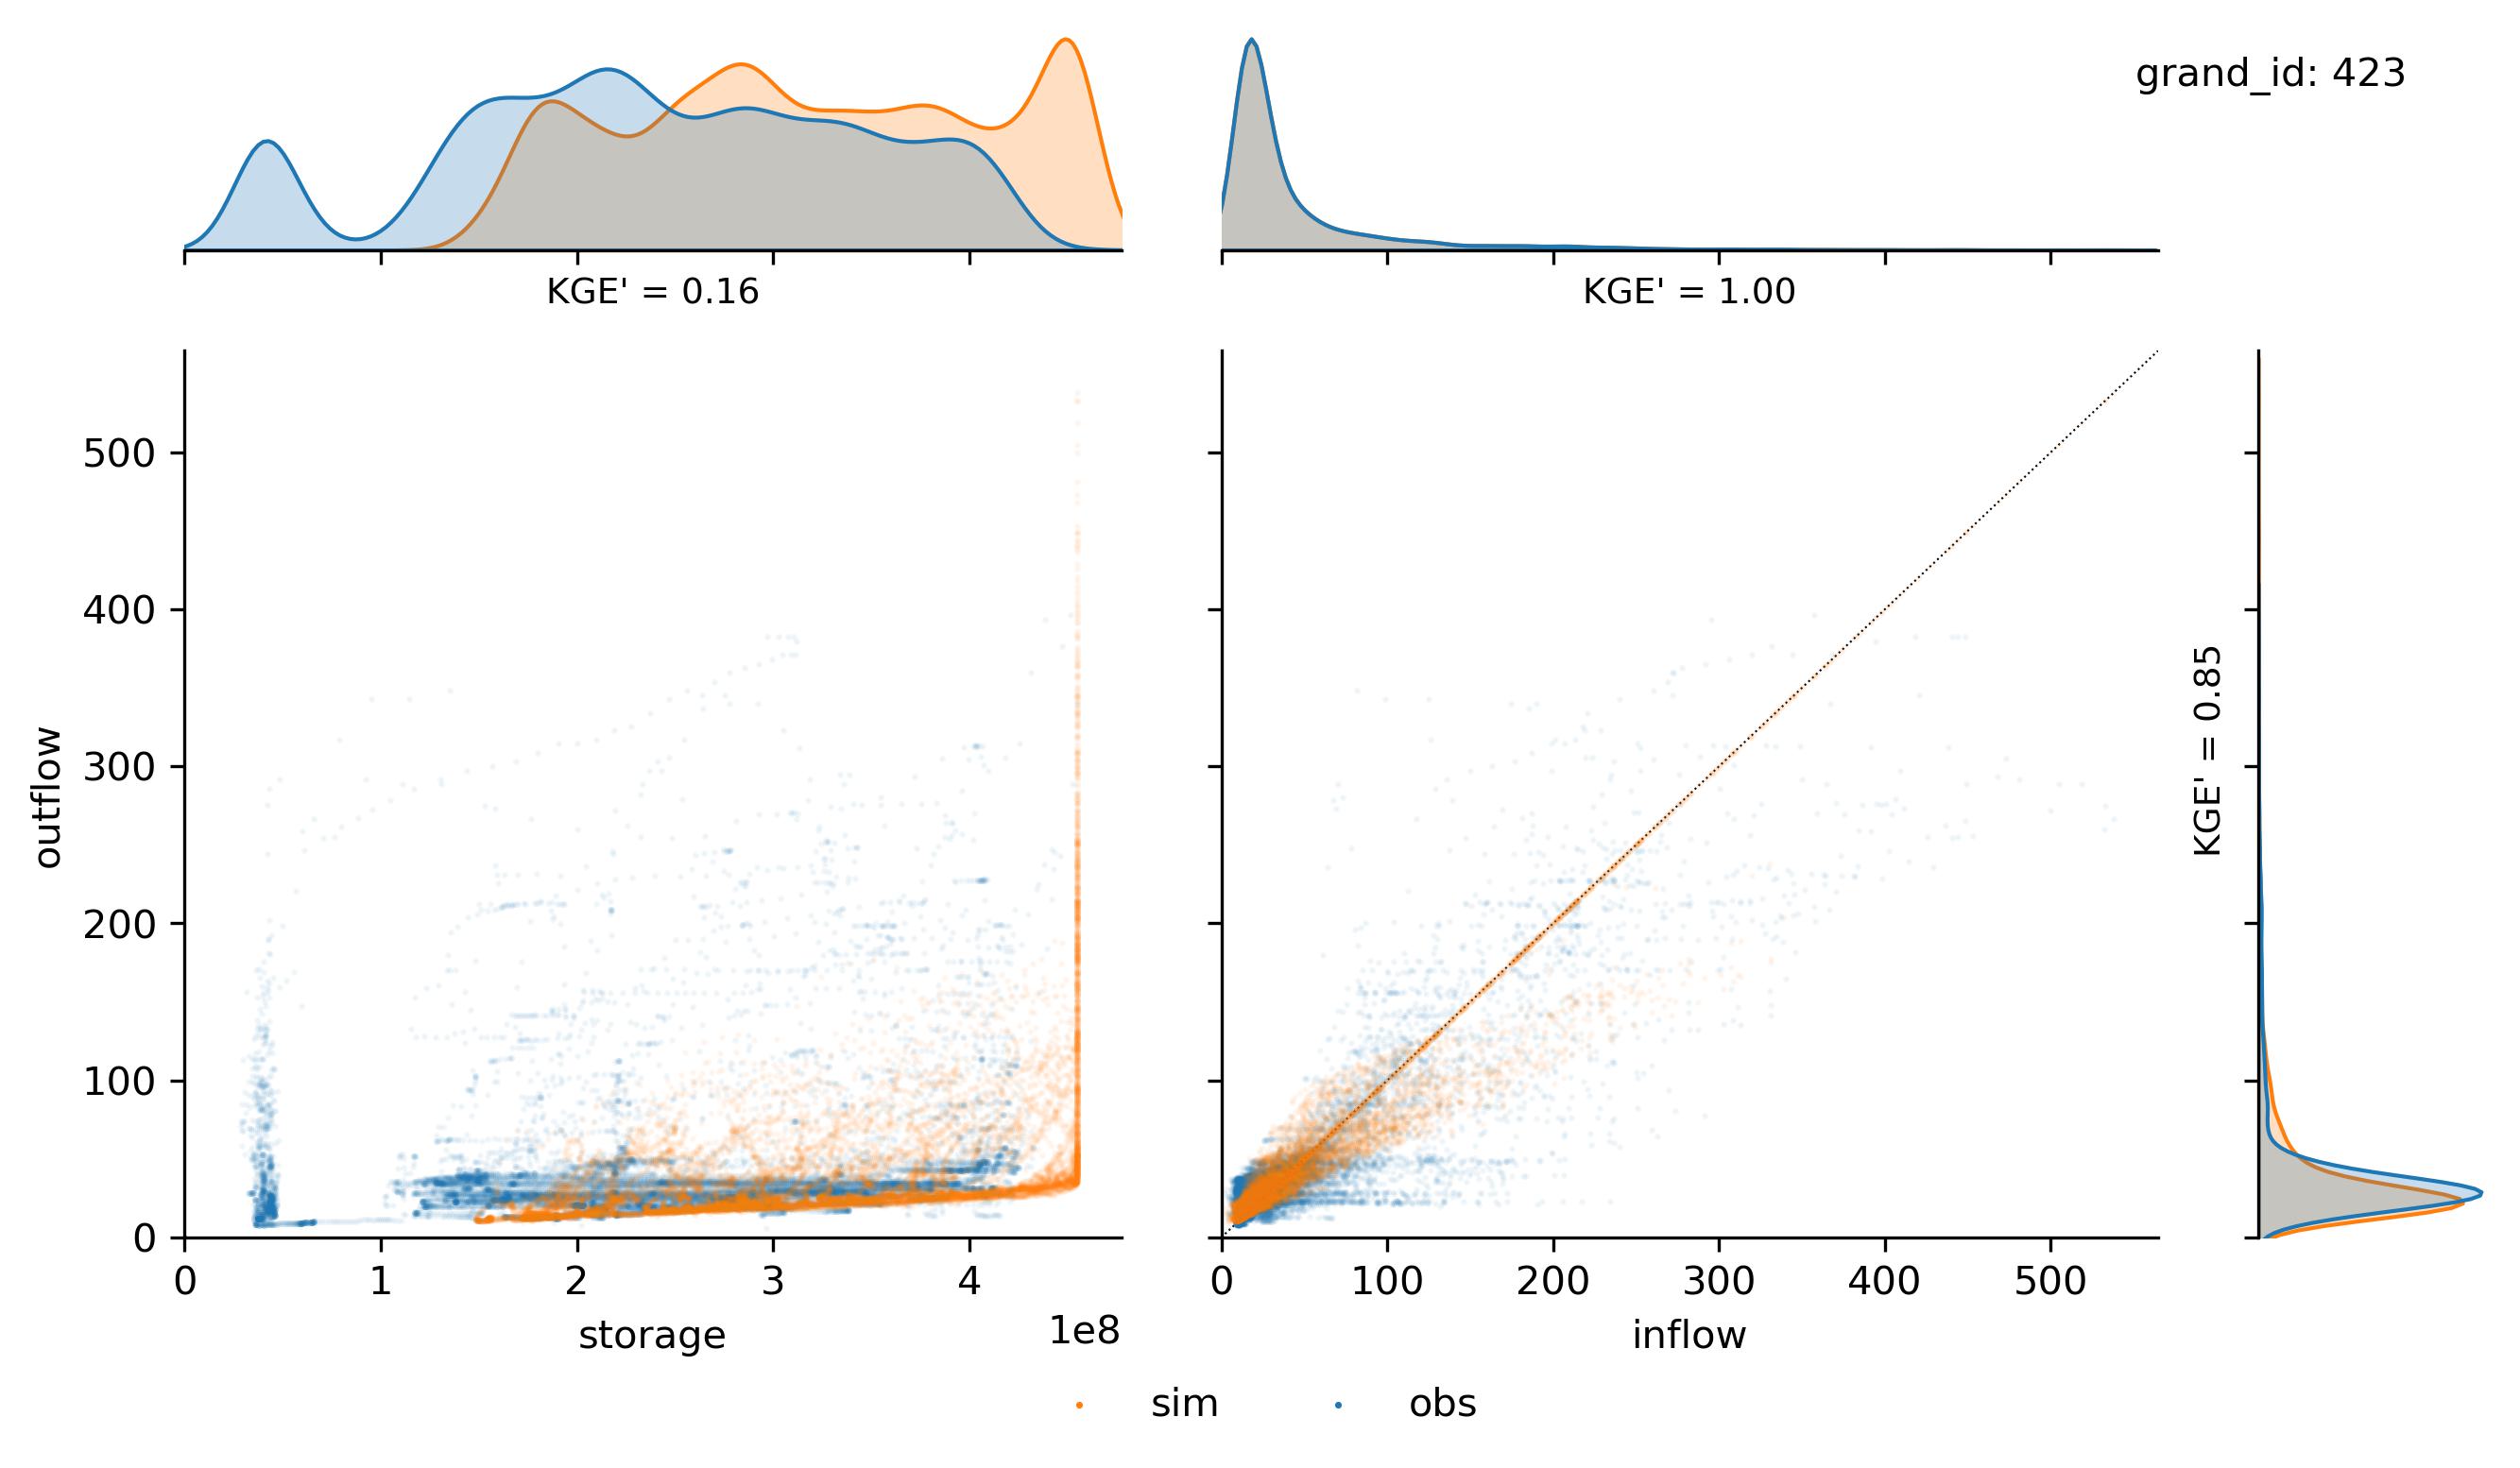 grand_id: 423
KGE' = 0.16
KGE' = 1.00
500
400
300
200
100
0
outflow
KGE' = 0.85
0 1 2 3 4
0 100 200 300 400 500
storage
1e8
inflow
sim obs